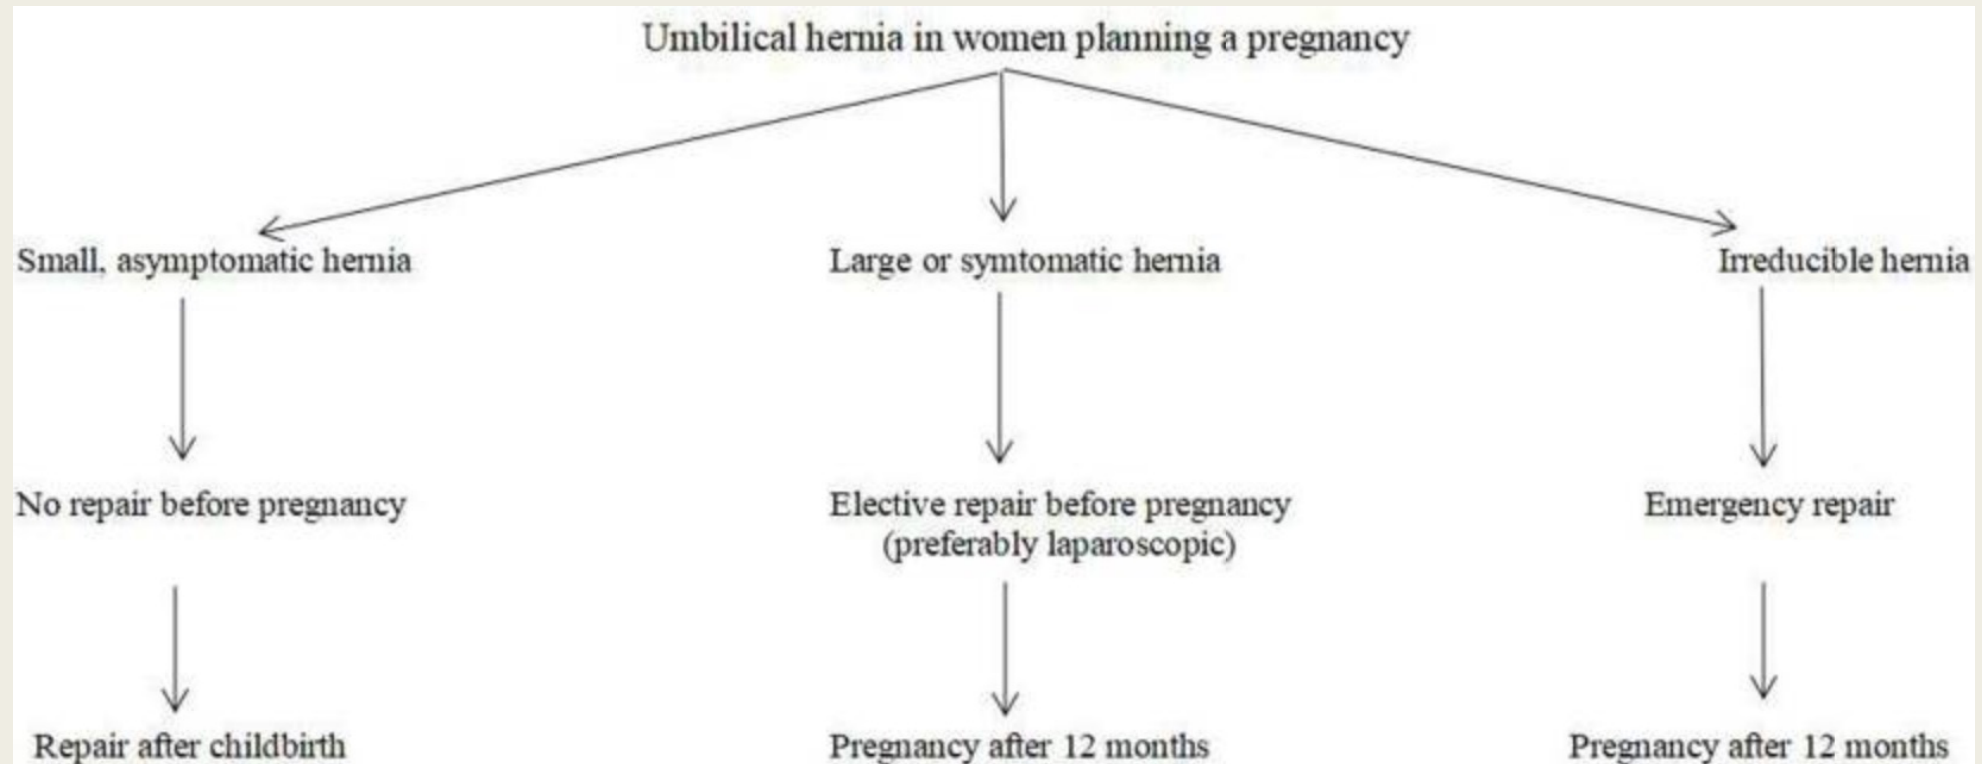 Umbilical hernia in women planning a pregnancy
Small, asymptomatic hernia
Large or symtomatic hernia
Irreducible hernia
No repair before pregnancy
Elective repair before pregnancy
(preferably laparoscopic)
Emergency repair
Repair after childbirth
Pregnancy after 12 months
Pregnancy after 12 months